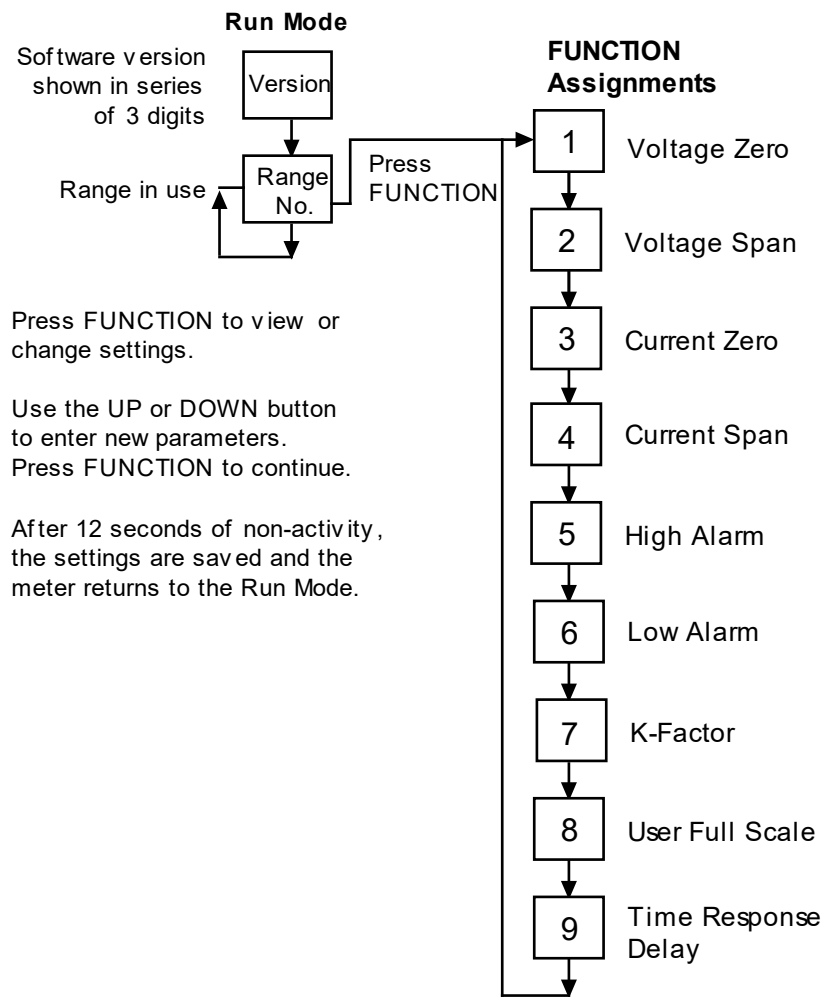 Run Mode
Software version
shown in series
of 3 digits
Version
Range in use
Range
No.
Press
FUNCTION
Press FUNCTION to view or
change settings.
Use the UP or DOWN button
to enter new parameters.
Press FUNCTION to continue.
After 12 seconds of non-activity,
the settings are saved and the
meter returns to the Run Mode.
FUNCTION
Assignments
1 Voltage Zero
2 Voltage Span
3 Current Zero
4 Current Span
5 High Alarm
6 Low Alarm
7 K-Factor
8 User Full Scale
9 Time Response
Delay